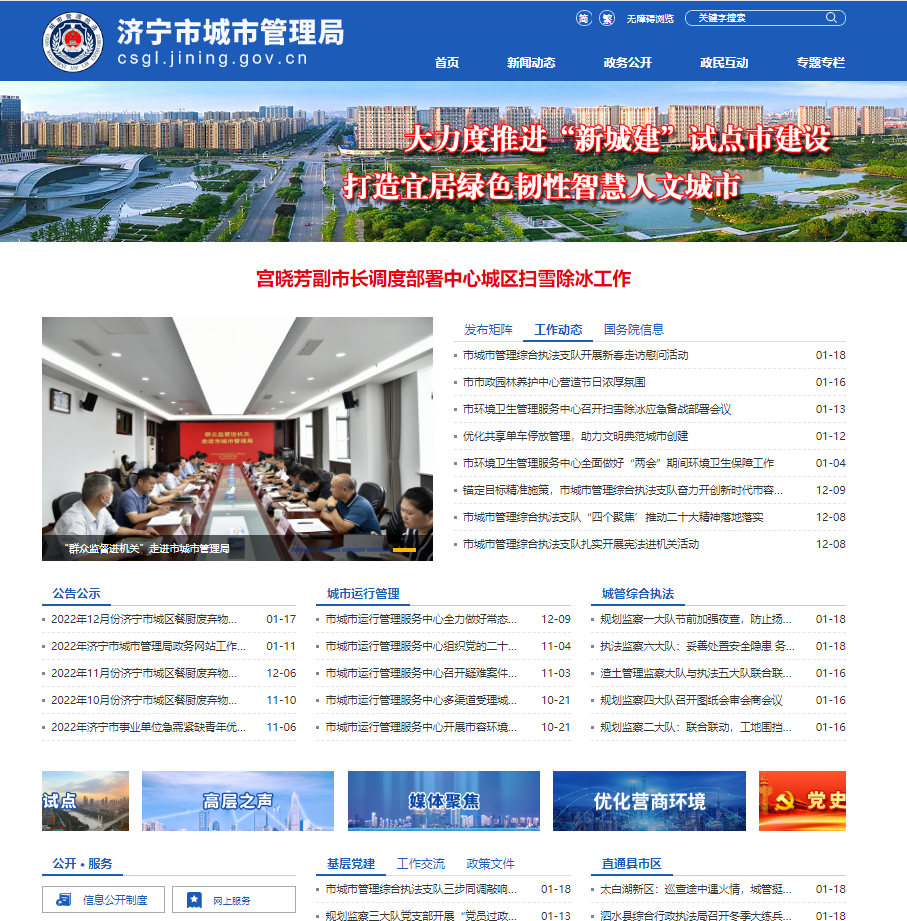 济宁市城市管理局
csgl.jining.gov.cn
简 繁 无障碍浏览 关键字搜索
首页 新闻动态 政务公开 政民互动 专题专栏
大力度推进“新城建”试点市建设
打造宜居绿色韧性智慧人文城市
宫晓芳副市长调度部署中心城区扫雪除冰工作
群众监督进机关
走进市城市管理局
“群众监督进机关”走进市城市管理局
发布矩阵 工作动态 国务院信息
市城市管理综合执法支队开展新春走访慰问活动 01-18
市市政园林养护中心营造节日浓厚氛围 01-16
市环境卫生管理服务中心召开扫雪除冰应急备战部署会议 01-13
优化共享单车停放管理，助力文明典范城市创建 01-12
市环境卫生管理服务中心全面做好“两会”期间环境卫生保障工作 01-04
锚定目标精准施策，市城市管理综合执法支队奋力开创新时代市容... 12-09
市城市管理综合执法支队“四个聚焦’推动二十大精神落地落实 12-08
市城市管理综合执法支队扎实开展宪法进机关活动 12-08
公告公示
2022年12月份济宁市城区餐厨废弃物... 01-17
2022年济宁市城市管理局政务网站工作... 01-11
2022年11月份济宁市城区餐厨废弃物... 12-06
2022年10月份济宁市城区餐厨废弃物... 11-10
2022年济宁市事业单位急需紧缺青年优... 11-06
城市运行管理
市城市运行管理服务中心全力做好常态... 12-09
市城市运行管理服务中心组织党的二十... 11-04
市城市运行管理服务中心召开疑难案件... 11-03
市城市运行管理服务中心多渠道受理城... 10-21
市城市运行管理服务中心开展市容环境... 10-21
城管综合执法
规划监察一大队节前加强夜查，防止扬... 01-18
执法监察六大队：妥善处置安全隐患 务... 01-18
渣土管理监察大队与执法五大队联合联... 01-16
规划监察四大队召开图纸会审会商会议 01-16
规划监察二大队：联合联动，工地围挡... 01-16
试点
高层之声
媒体聚焦
优化营商环境
党史
公开·服务
信息公开制度 网上服务
基层党建 工作交流 政策文件
市城市管理综合执法支队三步同调敲响... 01-18
规划监察三大队党支部开展“党员过政... 01-13
直通县市区
太白湖新区：巡查途中遇火情，城管挺... 01-18
泗水县综合行政执法局召开冬季大练兵... 01-18